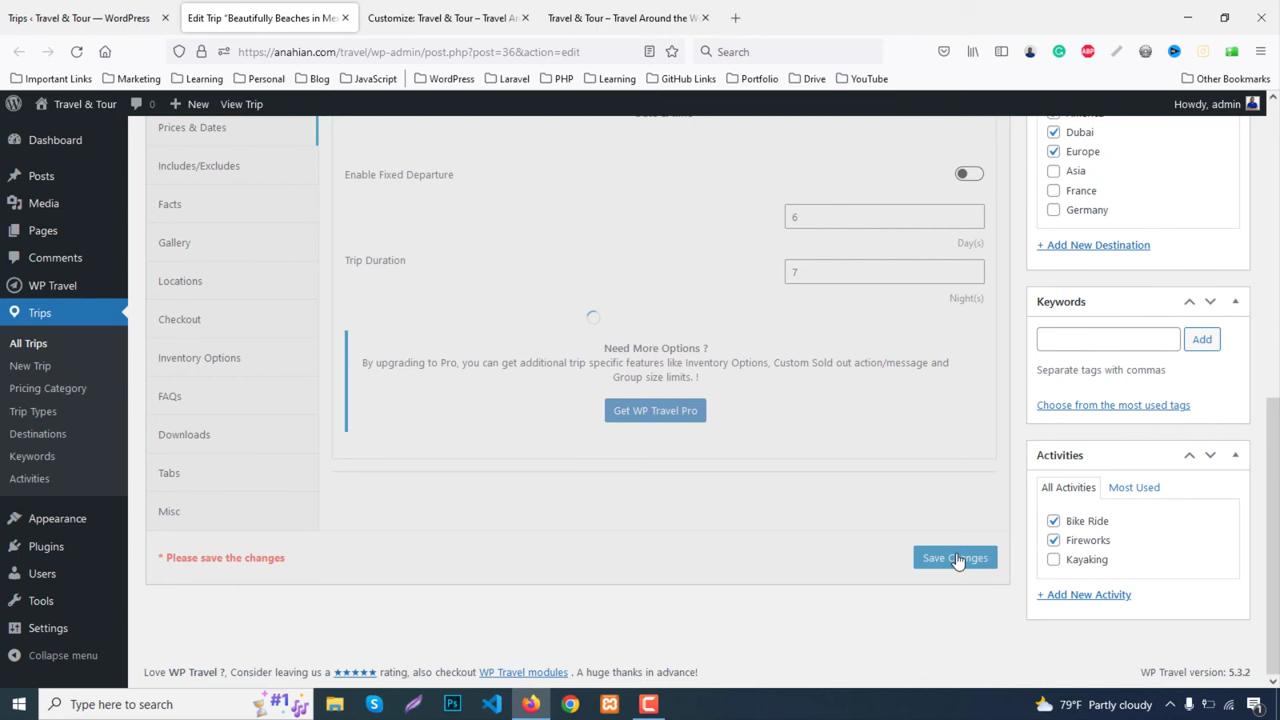 Trips ‹ Travel & Tour — WordPress
Edit Trip "Beautifully Beaches in Me
Customize: Travel & Tour – Travel Ar
Travel & Tour – Travel Around the W
https://anahian.com/travel/wp-admin/post.php?post=36&action=edit
Search
Important Links
Marketing
Learning
Personal
Blog
JavaScript
WordPress
Laravel
PHP
Learning
GitHub Links
Portfolio
Drive
YouTube
Other Bookmarks
Travel & Tour
0
New
View Trip
Howdy, admin
Dashboard
Posts
Media
Pages
Comments
WP Travel
Trips
All Trips
New Trip
Pricing Category
Trip Types
Destinations
Keywords
Activities
Appearance
Plugins
Users
Tools
Settings
Collapse menu
Prices & Dates
Includes/Excludes
Facts
Gallery
Locations
Checkout
Inventory Options
FAQs
Downloads
Tabs
Misc
* Please save the changes
Enable Fixed Departure
6
Day(s)
Trip Duration
7
Night(s)
Need More Options ?
By upgrading to Pro, you can get additional trip specific features like Inventory Options, Custom Sold out action/message and
Group size limits. !
Get WP Travel Pro
Save Changes
Dubai
Europe
Asia
France
Germany
+ Add New Destination
Keywords
Add
Separate tags with commas
Choose from the most used tags
Activities
All Activities
Most Used
Bike Ride
Fireworks
Kayaking
+ Add New Activity
Love WP Travel ?, Consider leaving us a ★★★★★ rating, also checkout WP Travel modules . A huge thanks in advance!
WP Travel version: 5.3.2
Type here to search
#1
79°F Partly cloudy